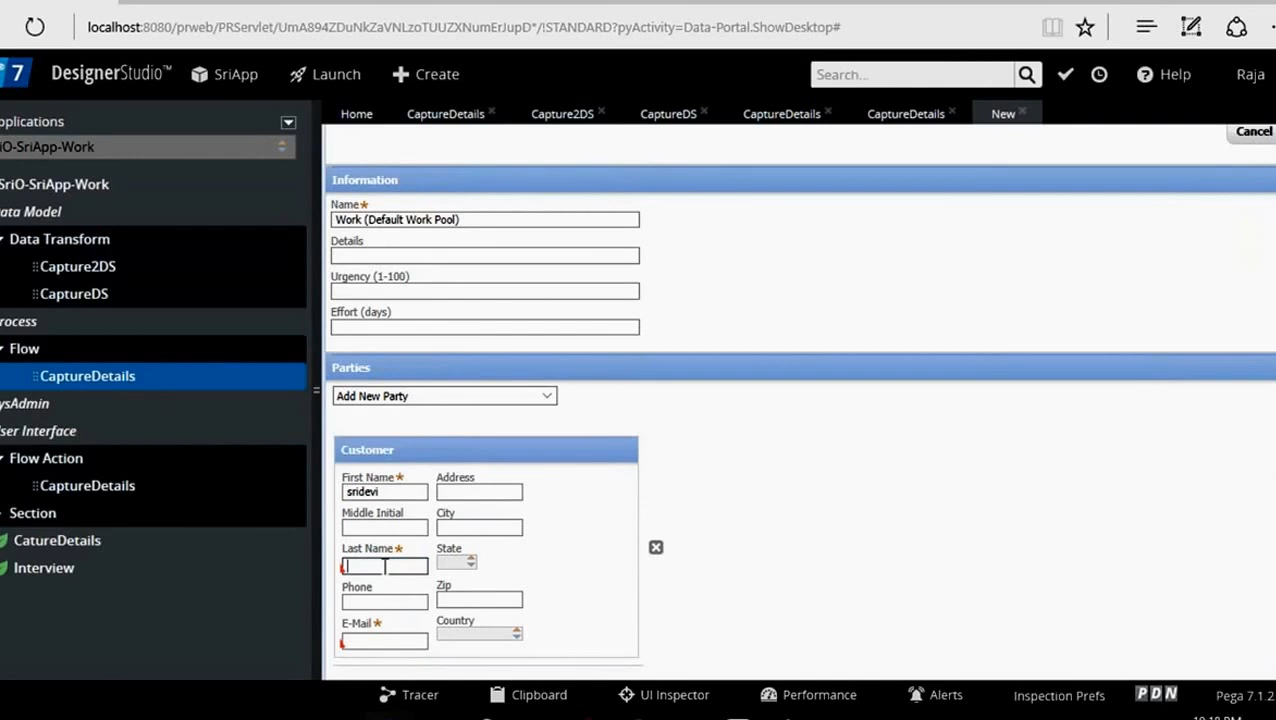 localhost:8080/prweb/PRServlet/UmA894ZDuNkZaVNLzoTUUZXNumErJupD*/!STANDARD?pyActivity=Data-Portal.ShowDesktop#
7 DesignerStudio™ SriApp Launch Create Search... Help Raja
pplications
iO-SriApp-Work
SriO-SriApp-Work
ata Model
Data Transform
Capture2DS
CaptureDS
rocess
Flow
CaptureDetails
ysAdmin
ser Interface
Flow Action
CaptureDetails
Section
CatureDetails
Interview
Home CaptureDetails Capture2DS CaptureDS CaptureDetails CaptureDetails New
Cancel
Information
Name*
Work (Default Work Pool)
Details
Urgency (1-100)
Effort (days)
Parties
Add New Party
Customer
First Name* Address
sridevi
Middle Initial City
Last Name* State
Phone Zip
E-Mail* Country
Tracer Clipboard UI Inspector Performance Alerts Inspection Prefs PDN Pega 7.1.2
10:18 PM